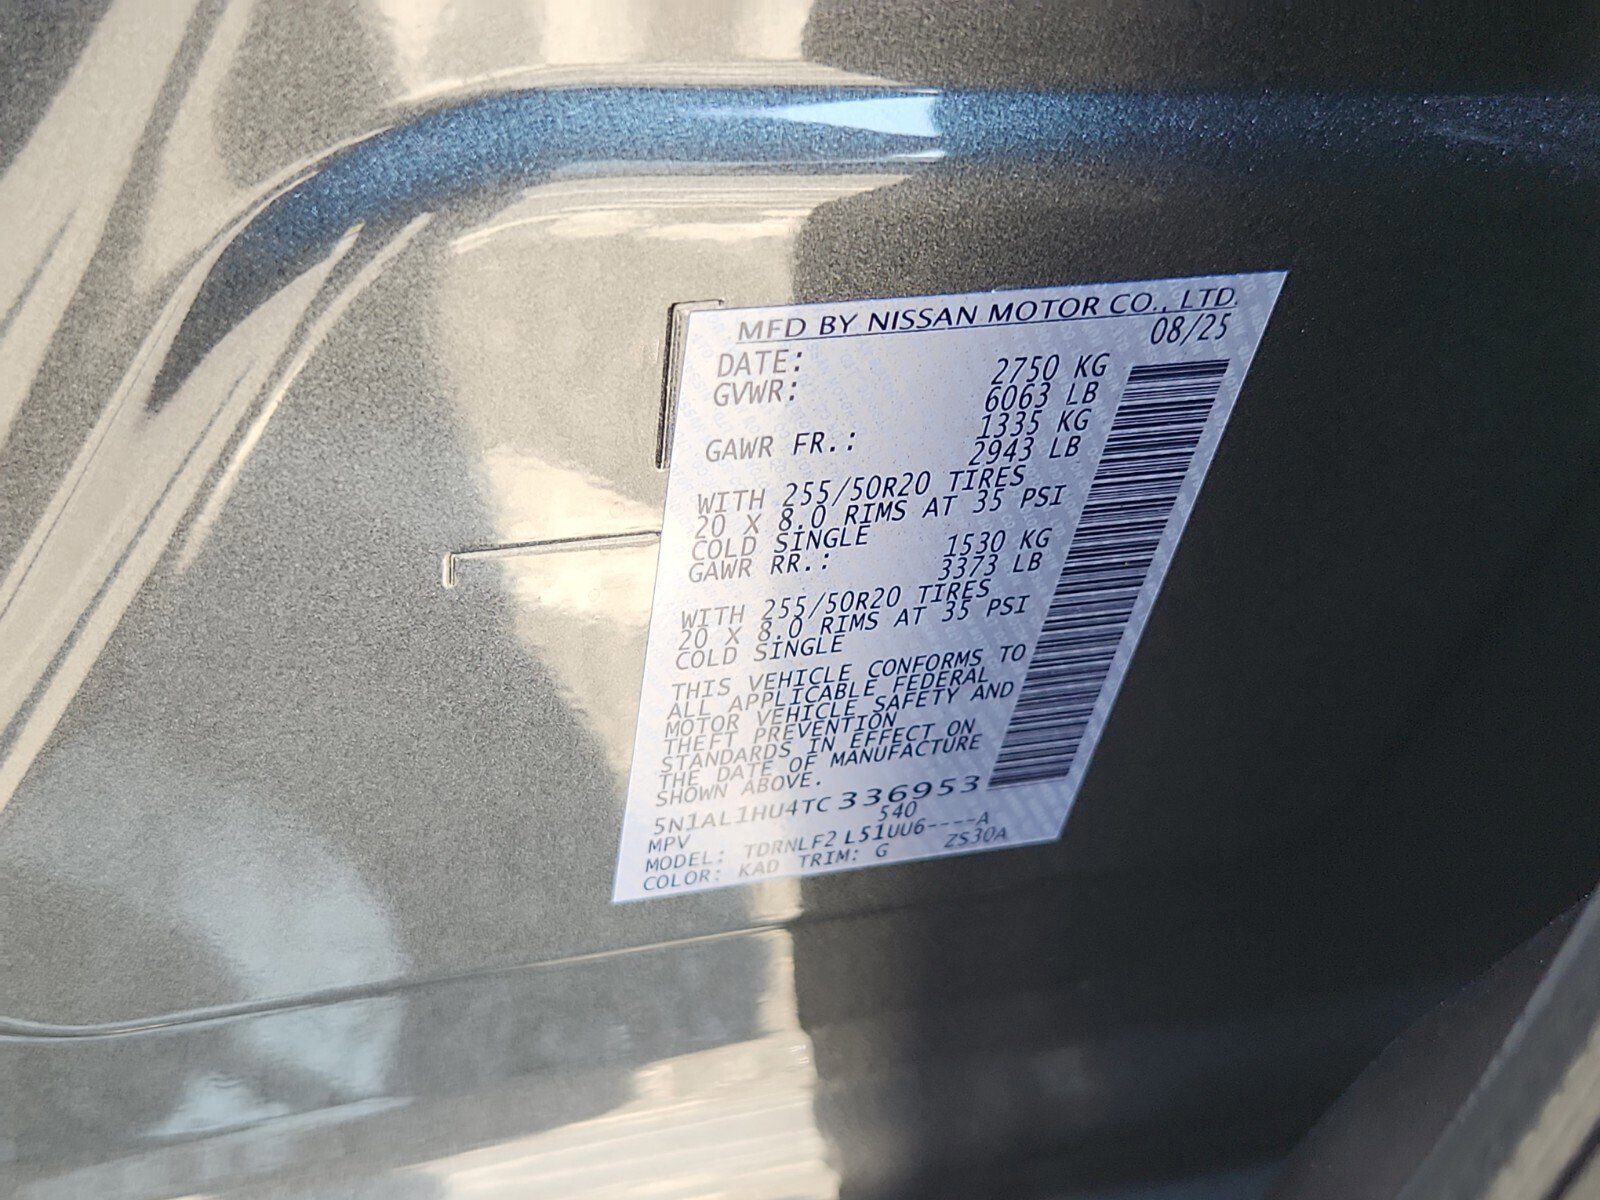 MFD BY NISSAN MOTOR CO., LTD.
DATE: 08/25
GVWR: 2750 KG
6063 LB
GAWR FR.: 1335 KG
2943 LB
WITH 255/50R20 TIRES
20 X 8.0 RIMS AT 35 PSI
COLD SINGLE
GAWR RR.: 1530 KG
3373 LB
WITH 255/50R20 TIRES
20 X 8.0 RIMS AT 35 PSI
COLD SINGLE
THIS VEHICLE CONFORMS TO
ALL APPLICABLE FEDERAL
MOTOR VEHICLE SAFETY AND
THEFT PREVENTION
STANDARDS IN EFFECT ON
THE DATE OF MANUFACTURE
SHOWN ABOVE.
5N1AL1HU4TC336953
MPV 540
MODEL: TDRNLF2 L51UU6----A
COLOR: KAD TRIM: G ZS30A